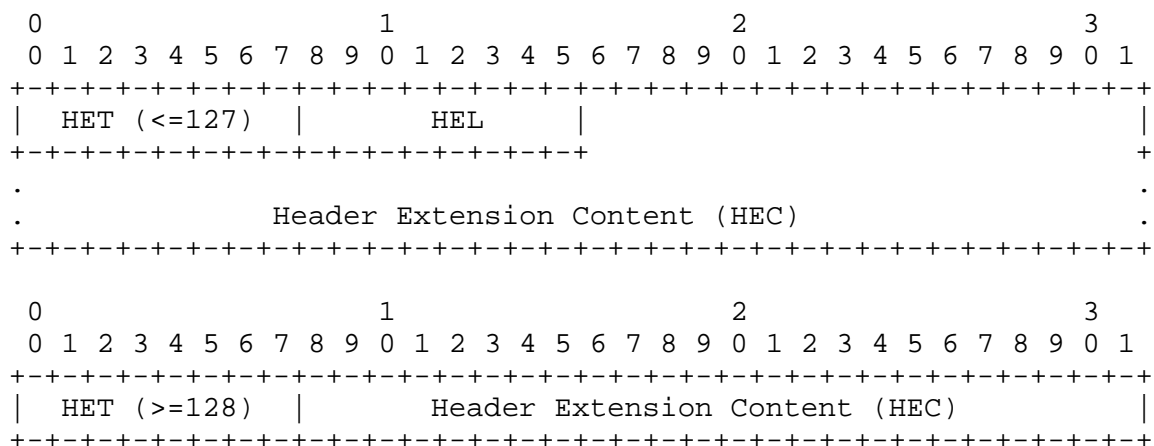 0                   1                   2                   3
 0 1 2 3 4 5 6 7 8 9 0 1 2 3 4 5 6 7 8 9 0 1 2 3 4 5 6 7 8 9 0 1
+-+-+-+-+-+-+-+-+-+-+-+-+-+-+-+-+-+-+-+-+-+-+-+-+-+-+-+-+-+-+-+-+
|  HET (<=127)  |       HEL     |                               |
+-+-+-+-+-+-+-+-+-+-+-+-+-+-+-+-+                               +
.                                                               .
.              Header Extension Content (HEC)                   .
+-+-+-+-+-+-+-+-+-+-+-+-+-+-+-+-+-+-+-+-+-+-+-+-+-+-+-+-+-+-+-+-+
 0                   1                   2                   3
 0 1 2 3 4 5 6 7 8 9 0 1 2 3 4 5 6 7 8 9 0 1 2 3 4 5 6 7 8 9 0 1
+-+-+-+-+-+-+-+-+-+-+-+-+-+-+-+-+-+-+-+-+-+-+-+-+-+-+-+-+-+-+-+-+
|  HET (>=128)  |       Header Extension Content (HEC)          |
+-+-+-+-+-+-+-+-+-+-+-+-+-+-+-+-+-+-+-+-+-+-+-+-+-+-+-+-+-+-+-+-+